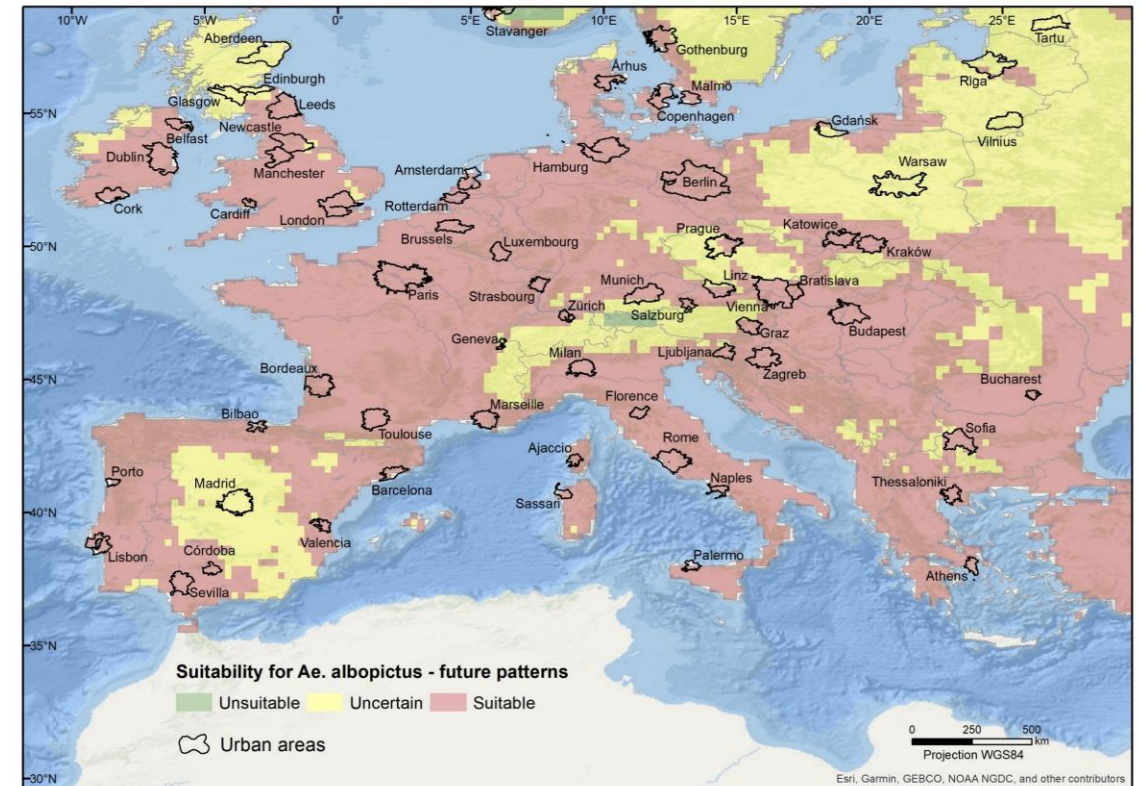 10°W 5°W 0° 5°E 10°E 15°E 20°E 25°E
Stavanger
Tartu
Aberdeen
Gothenburg
Riga
Århus
Edinburgh
Malmö
Glasgow
Leeds
55°N
Copenhagen
Gdańsk
Newcastle
Belfast
Vilnius
Dublin
Hamburg
Warsaw
Amsterdam
Manchester
Berlin
Rotterdam
Cork
Cardiff
London
Katowice
Prague
Brussels
Luxembourg
50°N
Kraków
Linz
Munich
Bratislava
Paris
Strasbourg
Zürich
Vienna
Salzburg
Budapest
Graz
Geneva
Milan
Ljubljana
Bordeaux
Zagreb
45°N
Bucharest
Florence
Marseille
Bilbao
Sofia
Toulouse
Rome
Ajaccio
Porto
Madrid
Naples
Thessaloniki
Barcelona
Sassari
40°N
Valencia
Córdoba
Lisbon
Palermo
Athens
Sevilla
35°N
Suitability for Ae. albopictus - future patterns
Unsuitable Uncertain Suitable
Urban areas
0 250 500
km
Projection WGS84
30°N
Esri, Garmin, GEBCO, NOAA NGDC, and other contributors